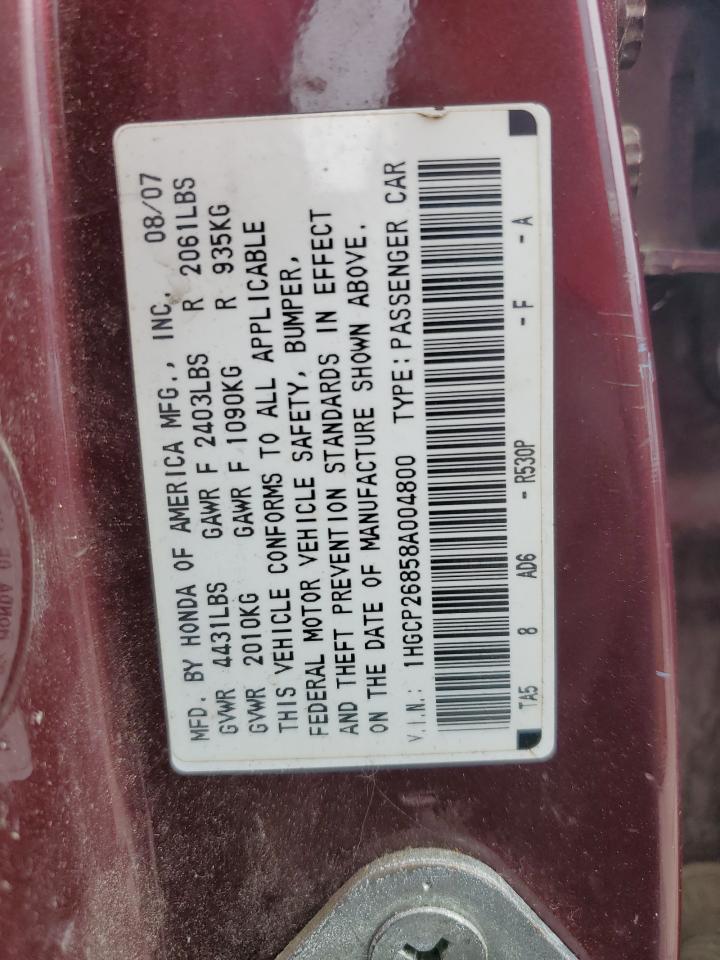 MFD. BY HONDA OF AMERICA MFG., INC. 08/07
GVWR 4431LBS GAWR F 2403LBS R 2061LBS
GVWR 2010KG GAWR F 1090KG R 935KG
THIS VEHICLE CONFORMS TO ALL APPLICABLE
FEDERAL MOTOR VEHICLE SAFETY, BUMPER,
AND THEFT PREVENTION STANDARDS IN EFFECT
ON THE DATE OF MANUFACTURE SHOWN ABOVE.
V.I.N.: 1HGCP26858A004800 TYPE: PASSENGER CAR
TA5 8 AD6 - R530P - F - A
HONDA